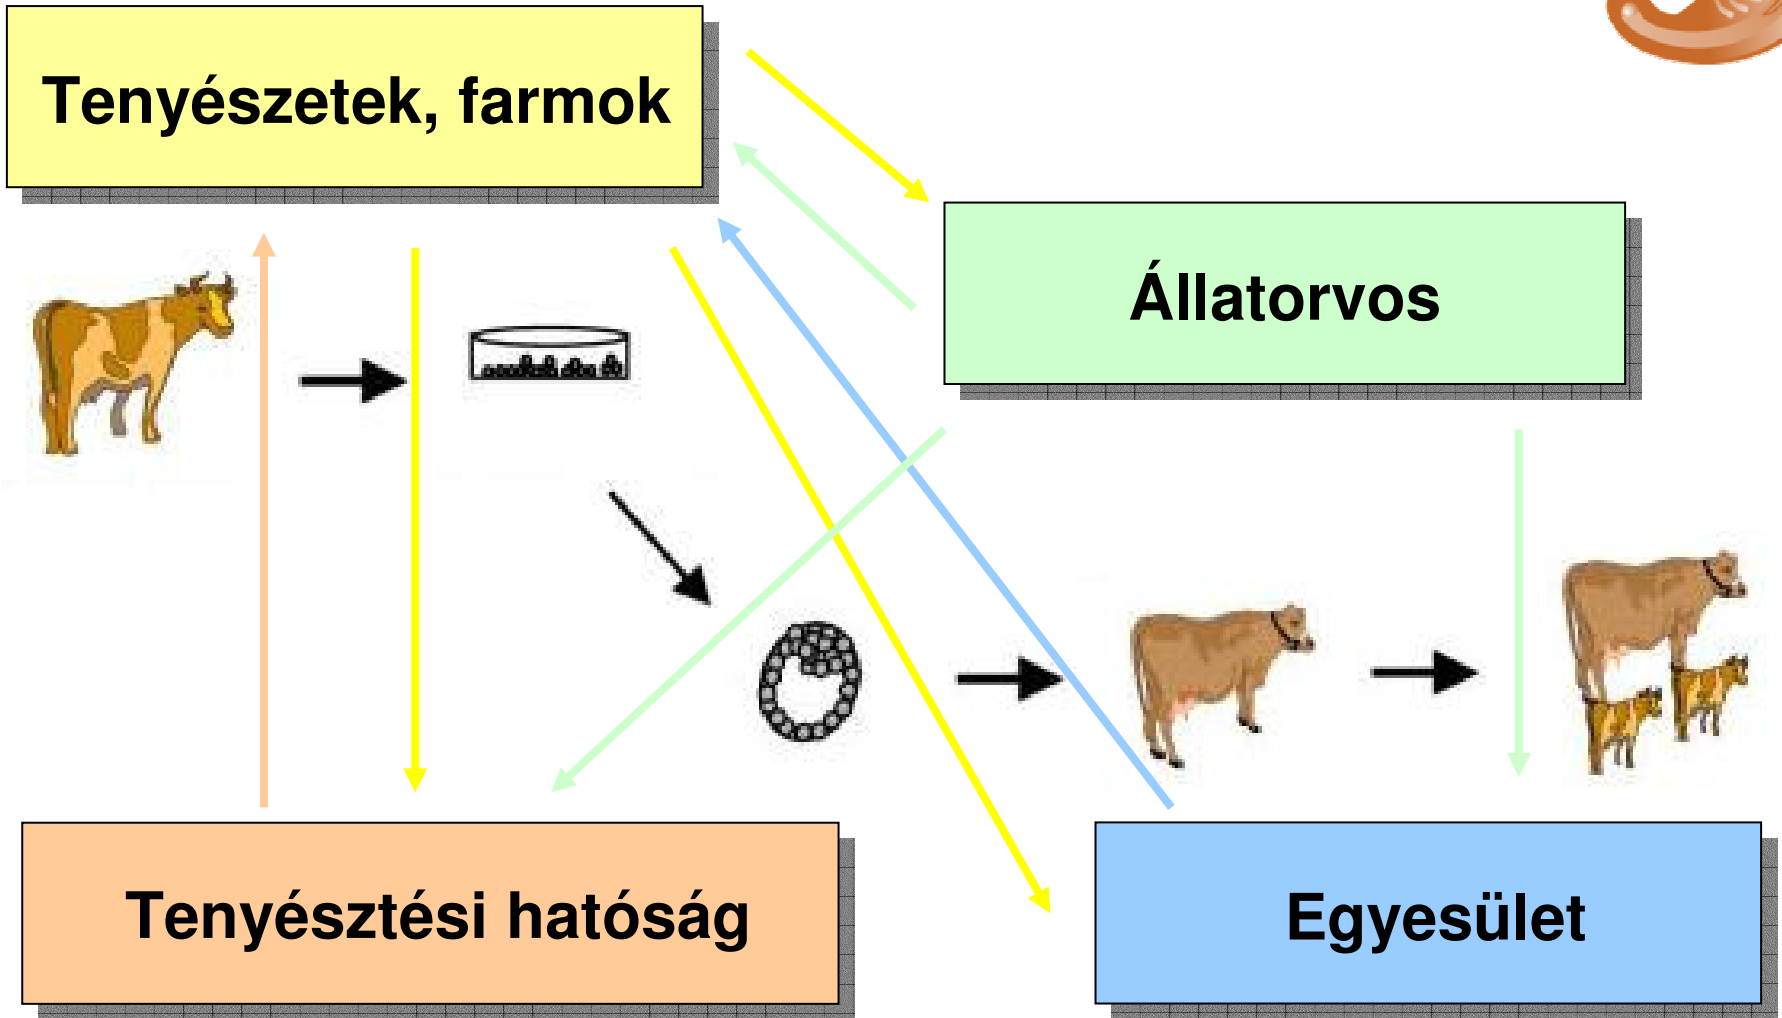 Tenyészetek, farmok
Állatorvos
Tenyésztési hatóság
Egyesület